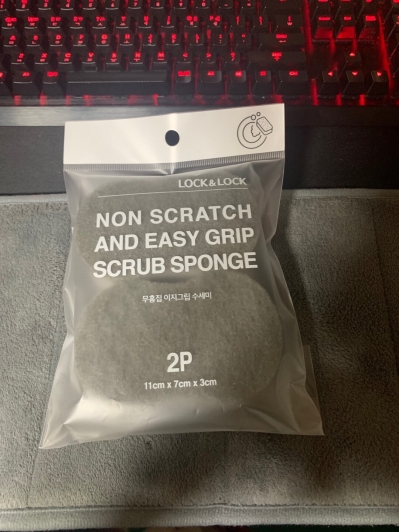 LOCK&LOCK
NON SCRATCH
AND EASY GRIP
SCRUB SPONGE
무흠집 이지그립 수세미
2P
11cm x 7cm x 3cm